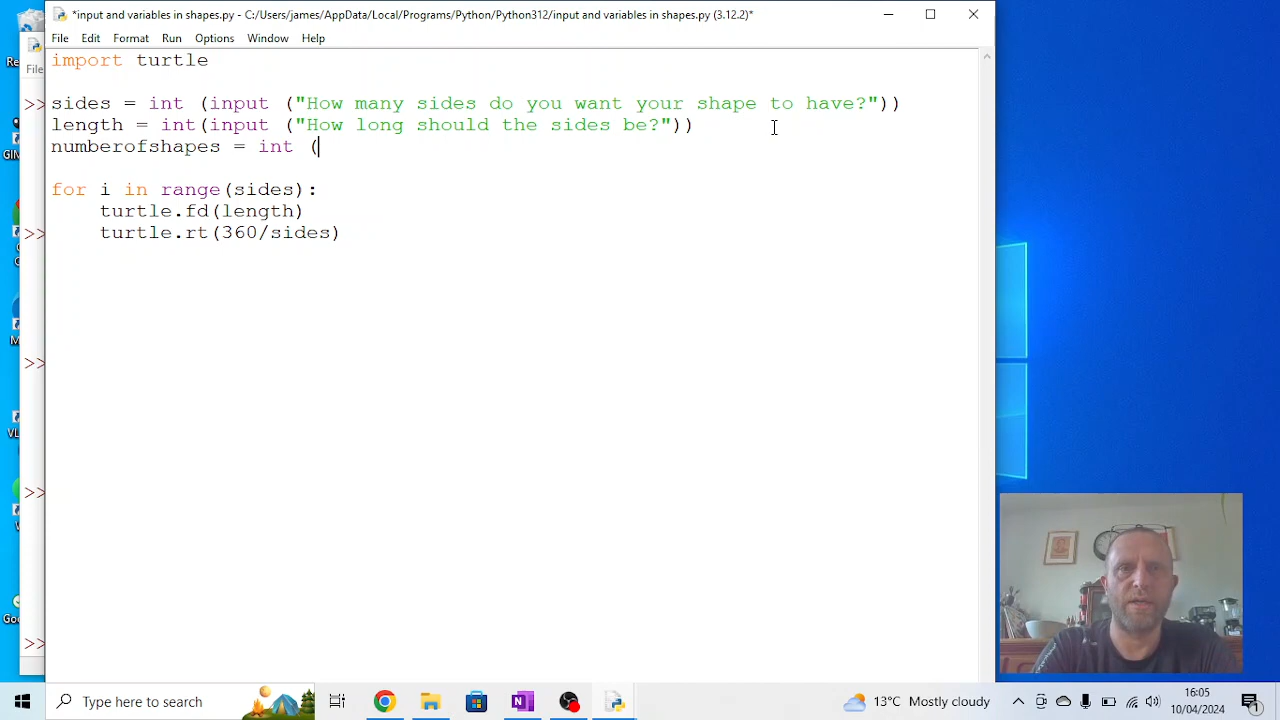 *input and variables in shapes.py - C:/Users/james/AppData/Local/Programs/Python/Python312/input and variables in shapes.py (3.12.2)*
File Edit Format Run Options Window Help
File
import turtle
>> sides = int (input ("How many sides do you want your shape to have?"))
length = int(input ("How long should the sides be?"))
numberofshapes = int (
for i in range(sides):
turtle.fd(length)
>> turtle.rt(360/sides)
>>
>>
>>
Type here to search
13°C Mostly cloudy
6:05
10/04/2024
1